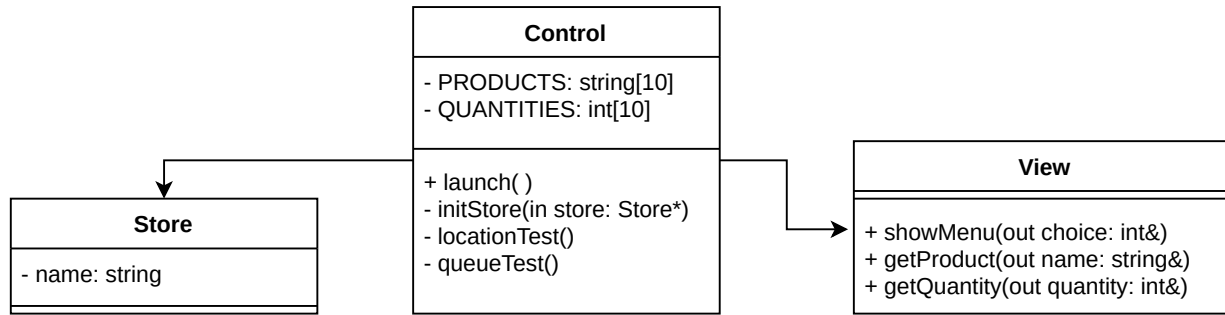 Control
- PRODUCTS: string[10]
- QUANTITIES: int[10]
+ launch( )
- initStore(in store: Store*)
- locationTest()
- queueTest()
Store
- name: string
View
+ showMenu(out choice: int&)
+ getProduct(out name: string&)
+ getQuantity(out quantity: int&)